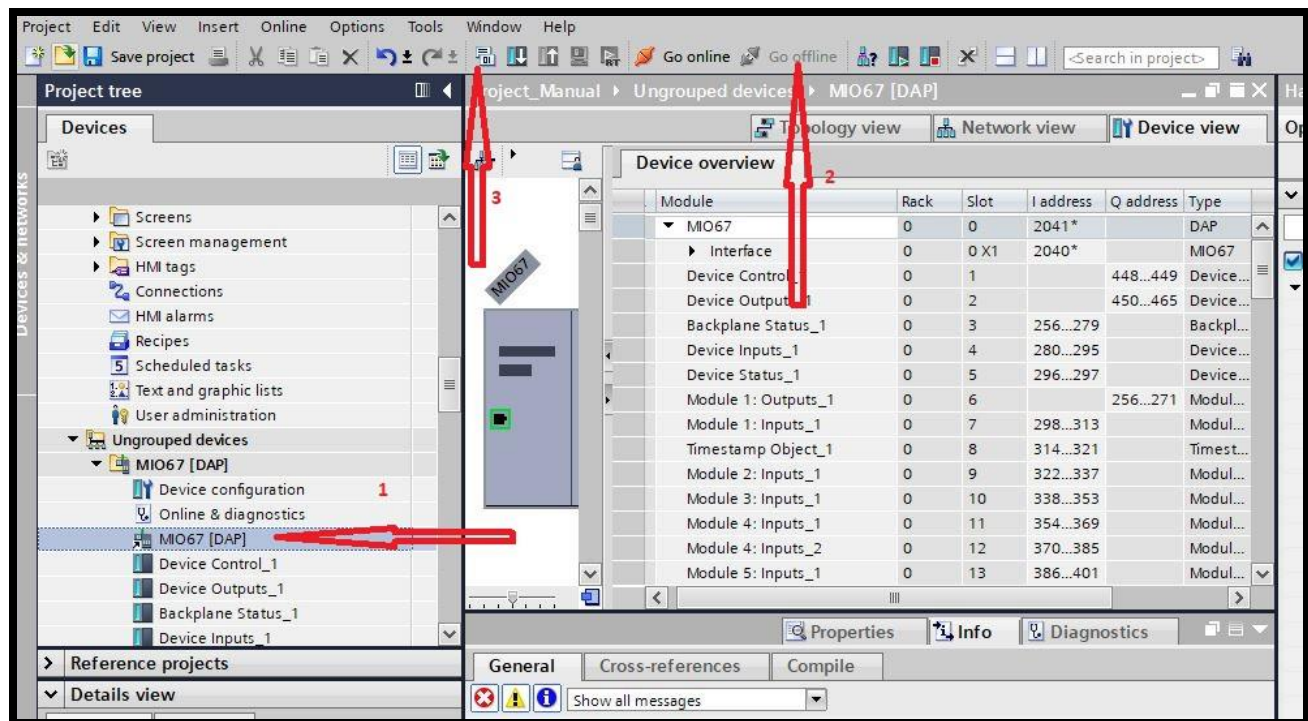 Project Edit View Insert Online Options Tools Window Help
Save project Go online Go offline <Search in project>
Project tree
Project_Manual Ungrouped devices MIO67 [DAP]
Devices
Topology view Network view Device view
Devices & networks
Device overview
2
3
Module Rack Slot I address Q address Type
MIO67 0 0 2041* DAP
Interface 0 0 X1 2040* MIO67
Device Control_1 0 1 448...449 Device...
Device Outputs_1 0 2 450...465 Device...
Backplane Status_1 0 3 256...279 Backpl...
Device Inputs_1 0 4 280...295 Device...
Device Status_1 0 5 296...297 Device...
Module 1: Outputs_1 0 6 256...271 Modul...
Module 1: Inputs_1 0 7 298...313 Modul...
Timestamp Object_1 0 8 314...321 Timest...
Module 2: Inputs_1 0 9 322...337 Modul...
Module 3: Inputs_1 0 10 338...353 Modul...
Module 4: Inputs_1 0 11 354...369 Modul...
Module 4: Inputs_2 0 12 370...385 Modul...
Module 5: Inputs_1 0 13 386...401 Modul...
MIO67
Screens
Screen management
HMI tags
Connections
HMI alarms
Recipes
Scheduled tasks
Text and graphic lists
User administration
Ungrouped devices
MIO67 [DAP]
Device configuration 1
Online & diagnostics
MIO67 [DAP]
Device Control_1
Device Outputs_1
Backplane Status_1
Device Inputs_1
Reference projects
Details view
Properties Info Diagnostics
General Cross-references Compile
Show all messages